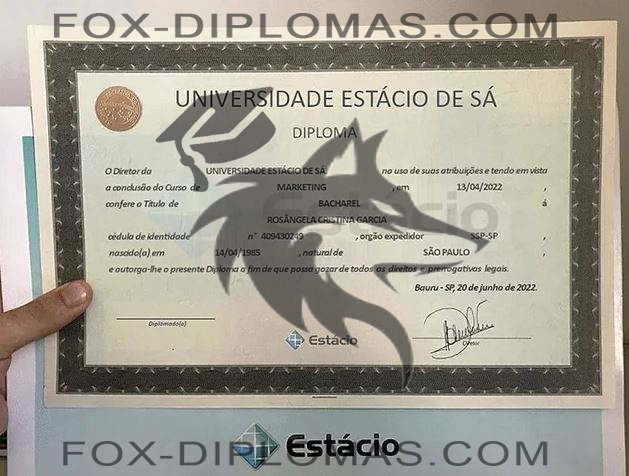 FOX-DIPLOMAS.COM
UNIVERSIDADE ESTÁCIO DE SÁ
DIPLOMA
O Diretor da UNIVERSIDADE ESTÁCIO DE SÁ no uso de suas atribuições e tendo em vista
a conclusão do Curso de MARKETING , em 13/04/2022 ,
confere o Título de BACHAREL á
ROSÂNGELA CRISTINA GARCIA
cédula de identidade n° 409430249 , orgão expedidor SSP-SP ,
nascido(a) em 14/04/1985 , natural de SÃO PAULO ,
e outorga-lhe o presente Diploma a fim de que possa gozar de todos os direitos e prerrogativas legais.
Bauru - SP, 20 de junho de 2022.
Diplomado(a)
Diretor
Estácio
Estácio
Estácio
FOX-DIPLOMAS.COM